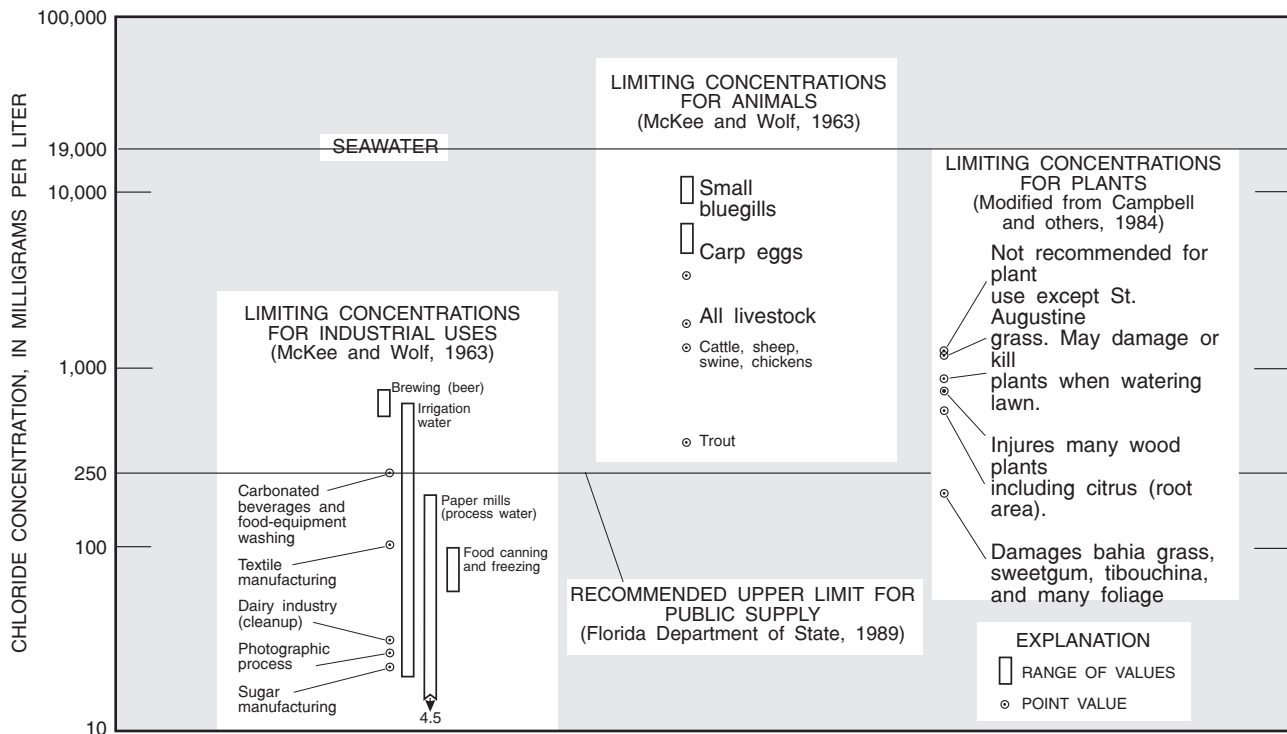 CHLORIDE CONCENTRATION, IN MILLIGRAMS PER LITER
100,000
19,000
10,000
1,000
250
100
10
SEAWATER
LIMITING CONCENTRATIONS
FOR INDUSTRIAL USES
(McKee and Wolf, 1963)
Brewing (beer)
Irrigation
water
Carbonated
beverages and
food-equipment
washing
Paper mills
(process water)
Textile
manufacturing
Food canning
and freezing
Dairy industry
(cleanup)
Photographic
process
Sugar
manufacturing
4.5
LIMITING CONCENTRATIONS
FOR ANIMALS
(McKee and Wolf, 1963)
Small
bluegills
Carp eggs
All livestock
Cattle, sheep,
swine, chickens
Trout
RECOMMENDED UPPER LIMIT FOR
PUBLIC SUPPLY
(Florida Department of State, 1989)
LIMITING CONCENTRATIONS
FOR PLANTS
(Modified from Campbell
and others, 1984)
Not recommended for
plant
use except St.
Augustine
grass. May damage or
kill
plants when watering
lawn.
Injures many wood
plants
including citrus (root
area).
Damages bahia grass,
sweetgum, tibouchina,
and many foliage
EXPLANATION
RANGE OF VALUES
POINT VALUE